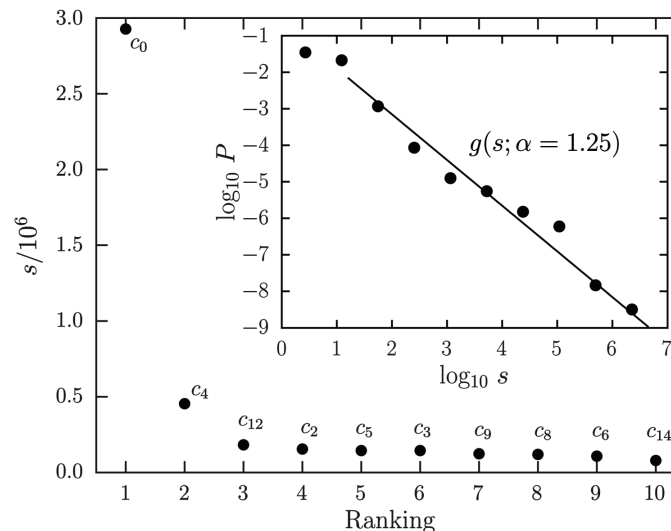 3.0
2.5
2.0
1.5
1.0
0.5
0.0
s/10⁶
1 2 3 4 5 6 7 8 9 10
Ranking
c₀
c₄
c₁₂ c₂ c₅ c₃ c₉ c₈ c₆ c₁₄
−1
−2
−3
−4
−5
−6
−7
−8
−9
log₁₀ P
g(s; α = 1.25)
0 1 2 3 4 5 6 7
log₁₀ s